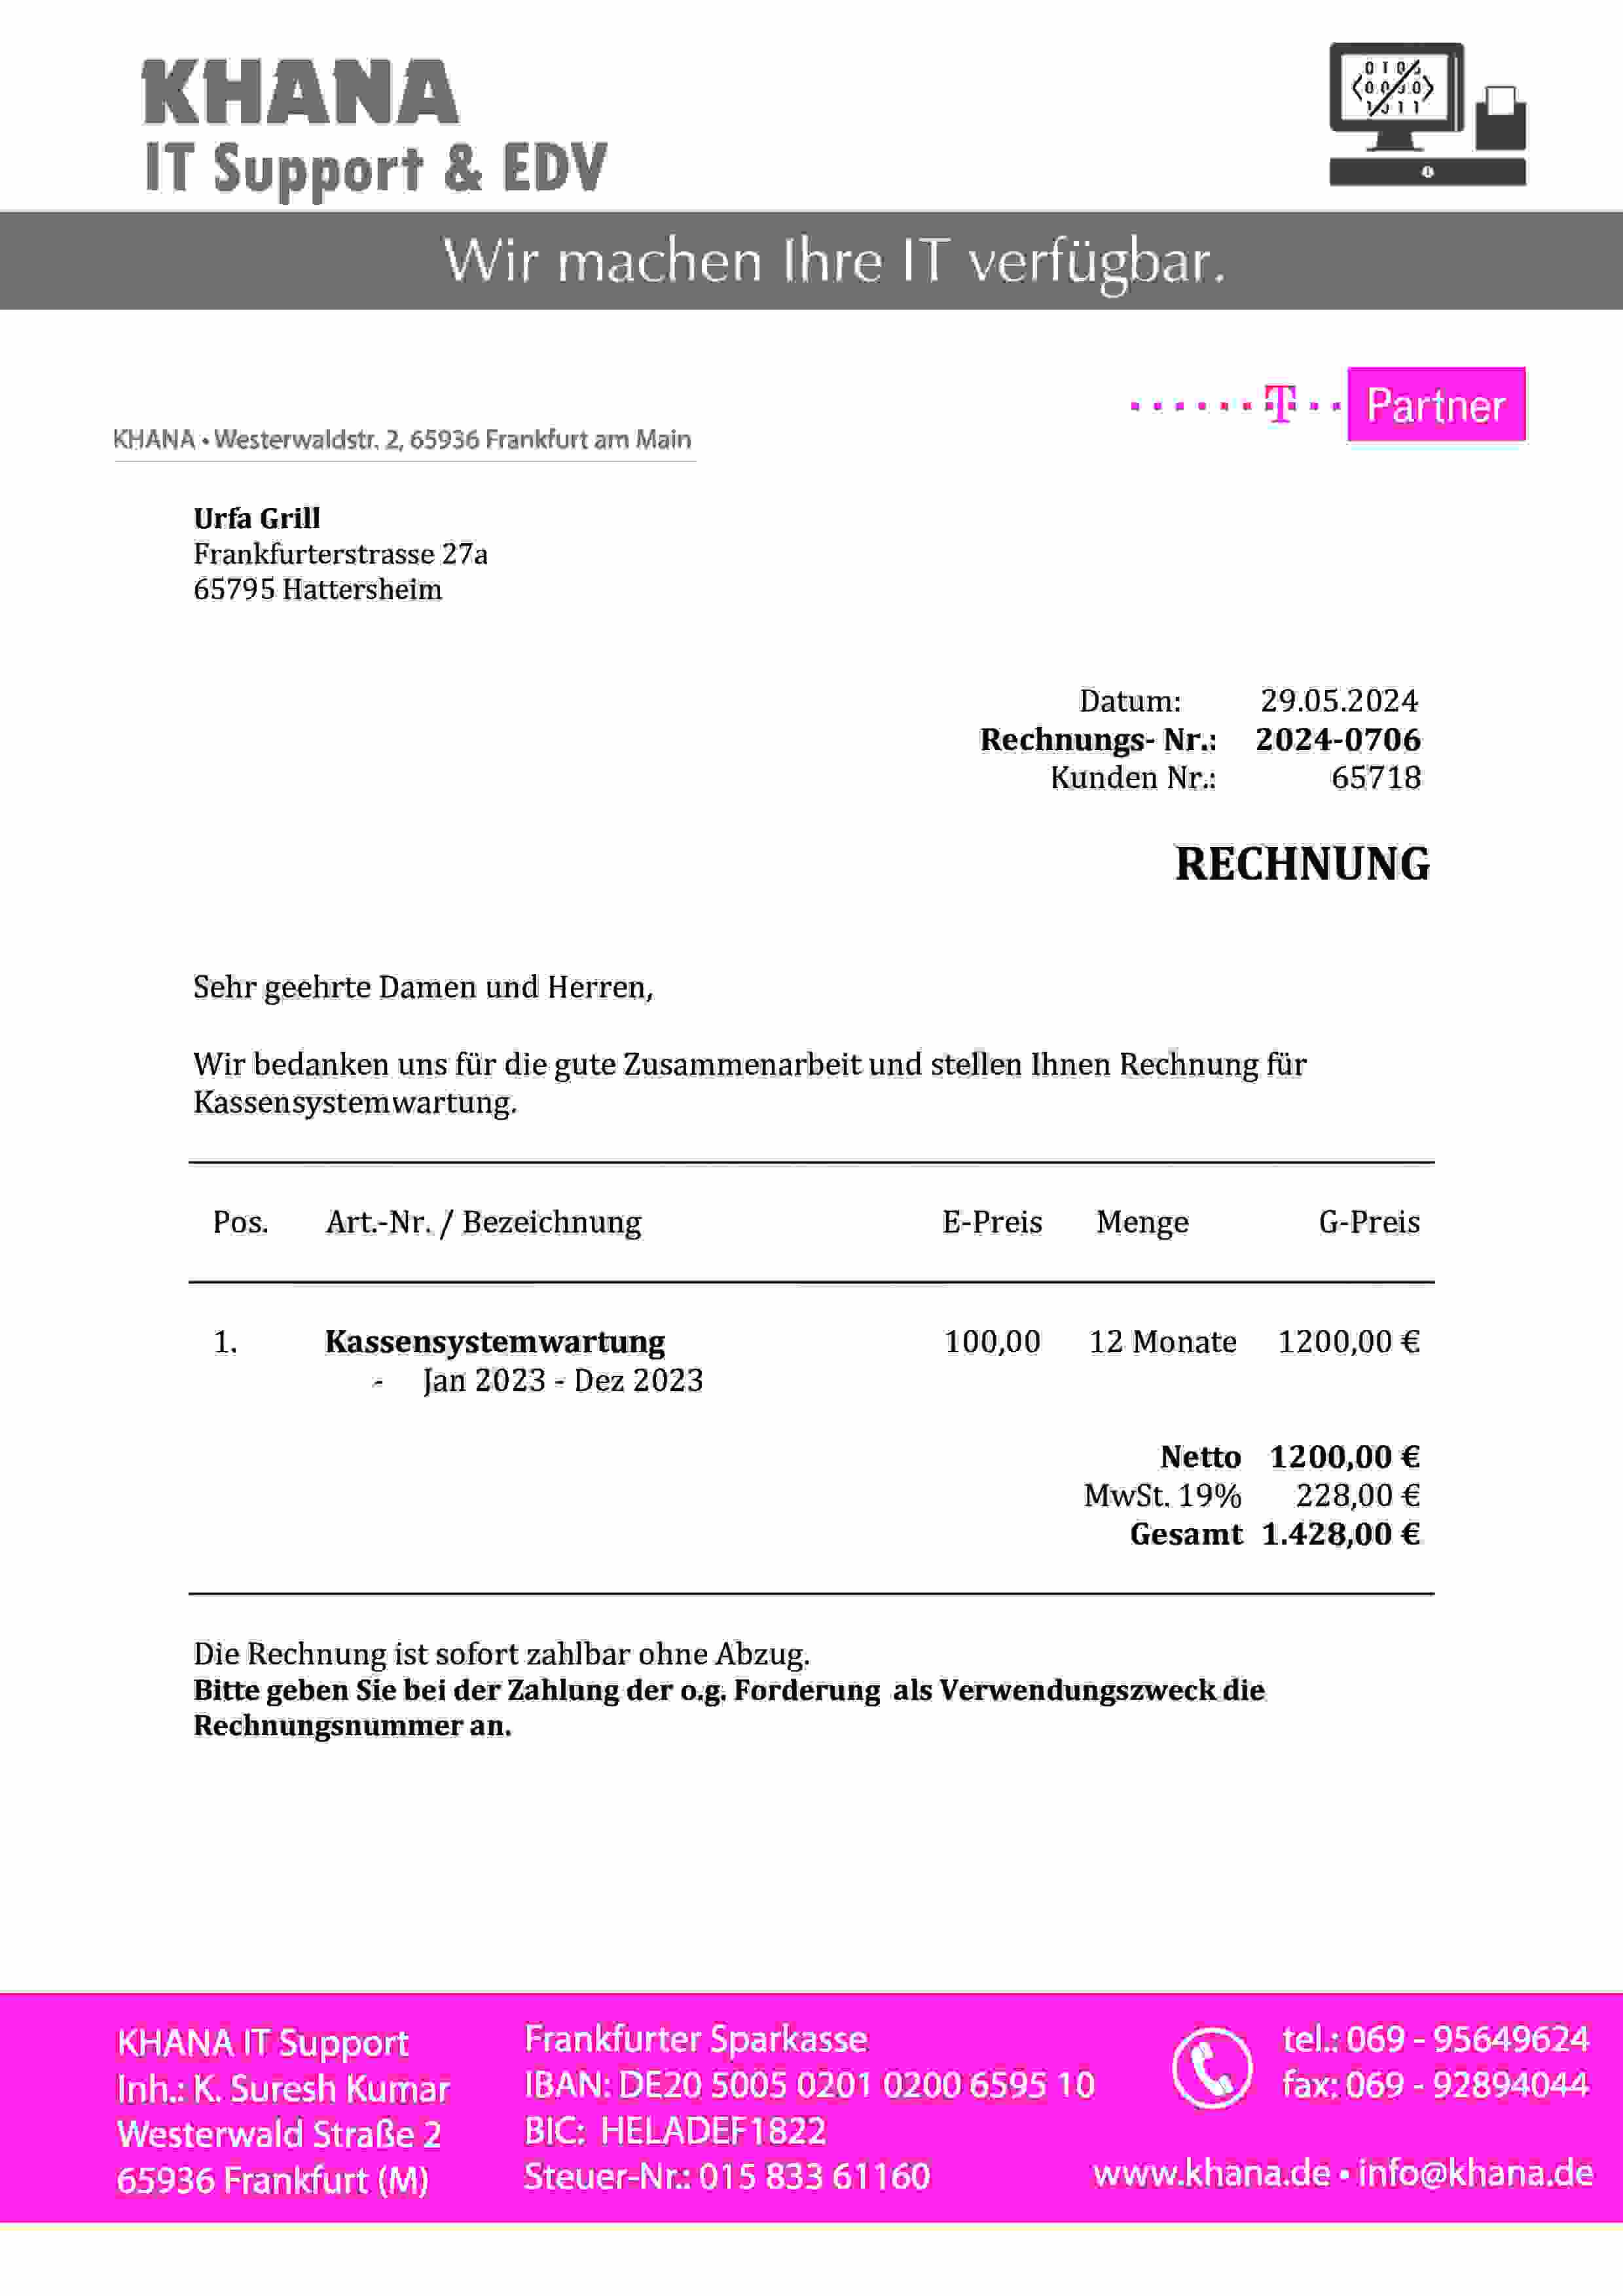 KHANA
IT Support & EDV
Wir machen Ihre IT verfügbar.
T Partner
KHANA • Westerwaldstr. 2, 65936 Frankfurt am Main
Urfa Grill
Frankfurterstrasse 27a
65795 Hattersheim
Datum: 29.05.2024
Rechnungs- Nr.: 2024-0706
Kunden Nr.: 65718
RECHNUNG
Sehr geehrte Damen und Herren,
Wir bedanken uns für die gute Zusammenarbeit und stellen Ihnen Rechnung für
Kassensystemwartung.
Pos. Art.-Nr. / Bezeichnung E-Preis Menge G-Preis
1. Kassensystemwartung 100,00 12 Monate 1200,00 €
- Jan 2023 - Dez 2023
Netto 1200,00 €
MwSt. 19% 228,00 €
Gesamt 1.428,00 €
Die Rechnung ist sofort zahlbar ohne Abzug.
Bitte geben Sie bei der Zahlung der o.g. Forderung als Verwendungszweck die
Rechnungsnummer an.
KHANA IT Support
Inh.: K. Suresh Kumar
Westerwald Straße 2
65936 Frankfurt (M)
Frankfurter Sparkasse
IBAN: DE20 5005 0201 0200 6595 10
BIC: HELADEF1822
Steuer-Nr.: 015 833 61160
tel.: 069 - 95649624
fax: 069 - 92894044
www.khana.de • info@khana.de